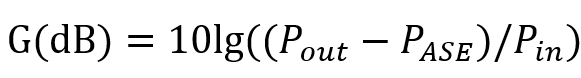 G(dB) = 10lg((P_out − P_ASE)/P_in)